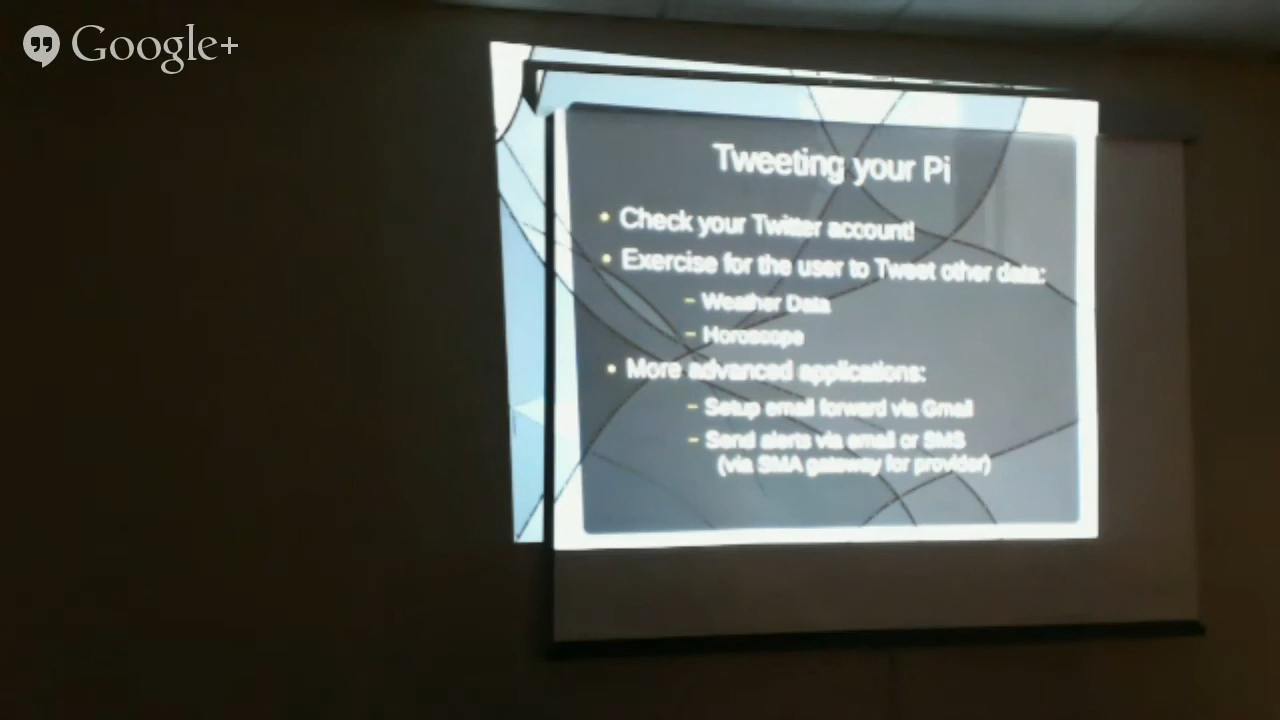 Google+
Tweeting your Pi
• Check your Twitter account!
• Exercise for the user to Tweet other data:
– Weather Data
– Horoscope
• More advanced applications:
– Setup email forward via Gmail
– Send alerts via email or SMS
(via SMA gateway for provider)